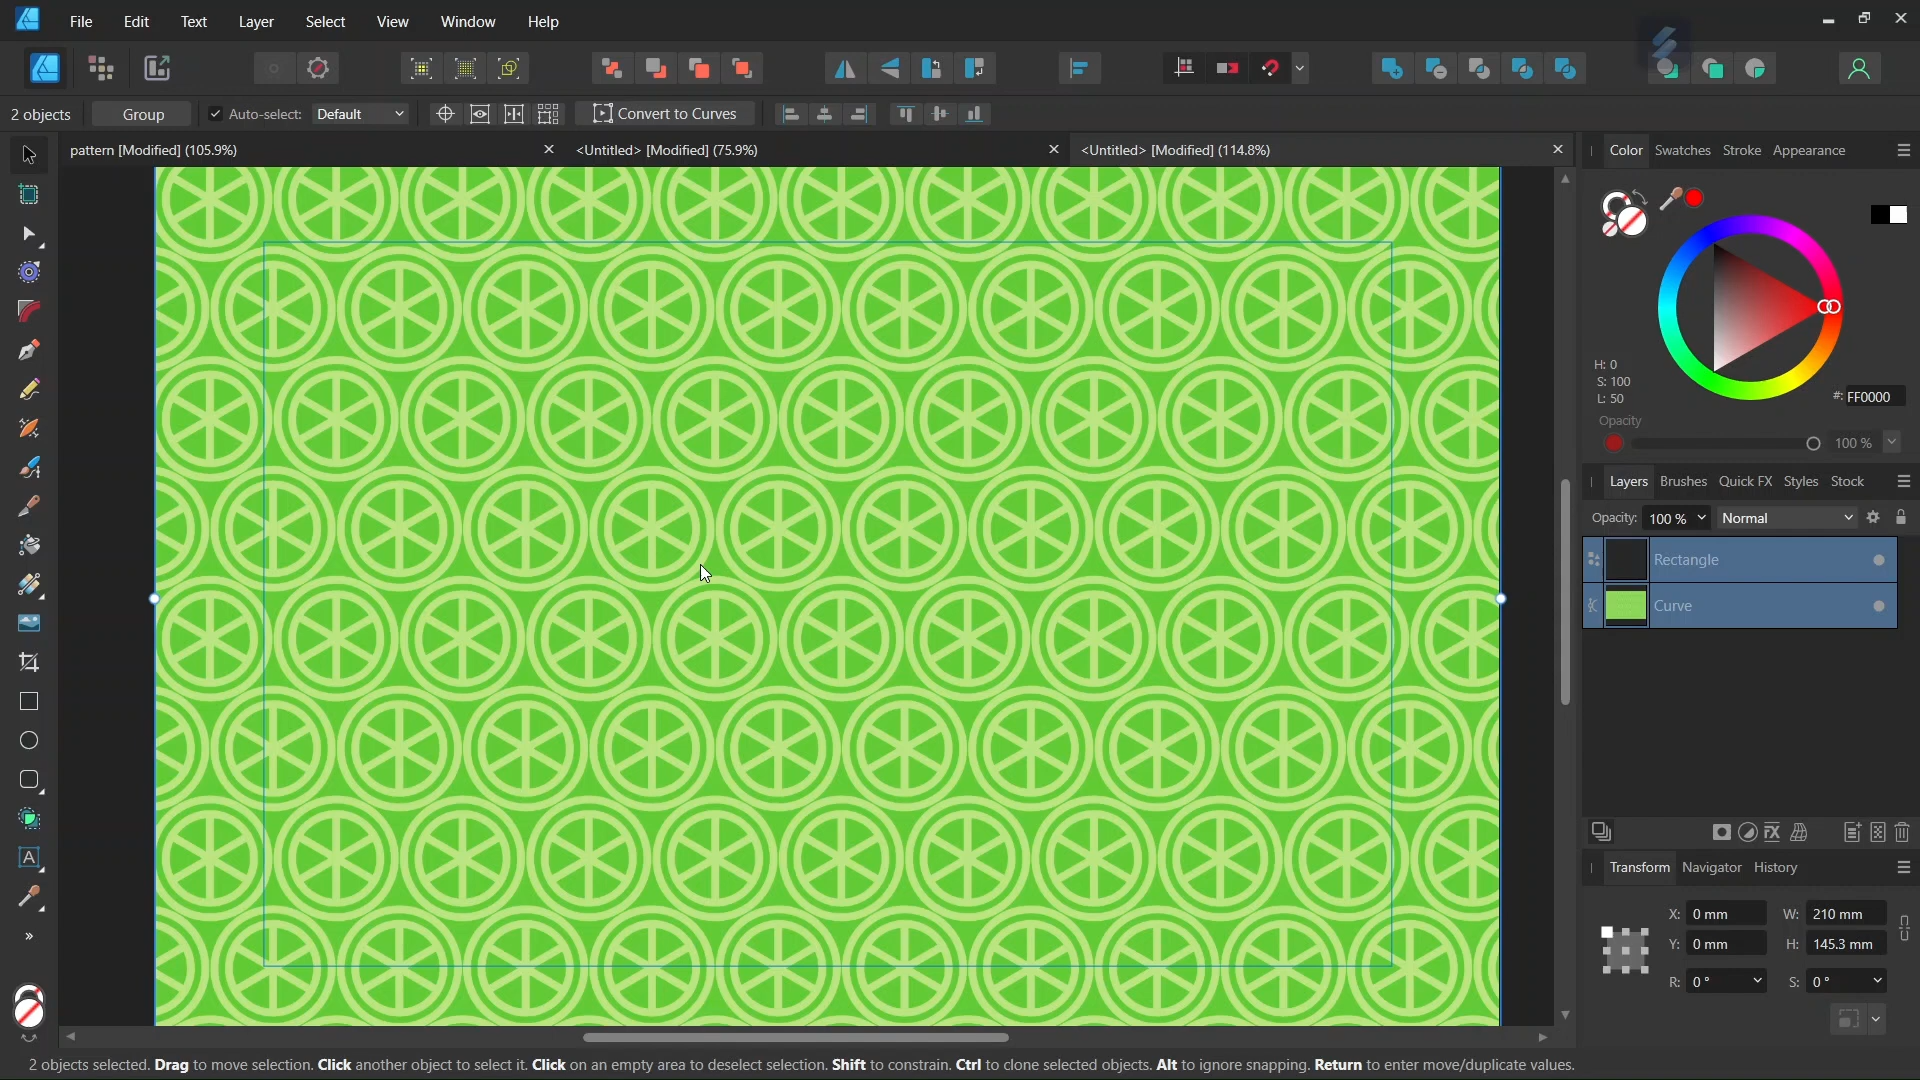 File Edit Text Layer Select View Window Help
2 objects Group Auto-select: Default Convert to Curves
pattern [Modified] (105.9%) <Untitled> [Modified] (75.9%) <Untitled> [Modified] (114.8%)
Color Swatches Stroke Appearance
H: 0
S: 100
L: 50
#: FF0000
Opacity
100 %
Layers Brushes Quick FX Styles Stock
Opacity: 100 % Normal
Rectangle
Curve
Transform Navigator History
X: 0 mm W: 210 mm
Y: 0 mm H: 145.3 mm
R: 0 ° S: 0 °
2 objects selected. Drag to move selection. Click another object to select it. Click on an empty area to deselect selection. Shift to constrain. Ctrl to clone selected objects. Alt to ignore snapping. Return to enter move/duplicate values.